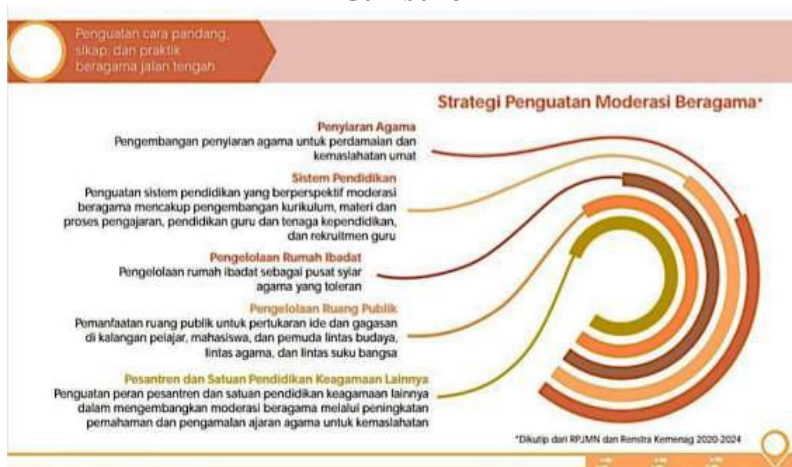 Penguatan cara pandang,
sikap, dan praktik
beragama jalan tengah
Strategi Penguatan Moderasi Beragama*
Penyiaran Agama
Pengembangan penyiaran agama untuk perdamaian dan
kemaslahatan umat
Sistem Pendidikan
Penguatan sistem pendidikan yang berperspektif moderasi
beragama mencakup pengembangan kurikulum, materi dan
proses pengajaran, pendidikan guru dan tenaga kependidikan,
dan rekruitmen guru
Pengelolaan Rumah Ibadat
Pengelolaan rumah ibadat sebagai pusat syiar
agama yang toleran
Pengelolaan Ruang Publik
Pemanfaatan ruang publik untuk pertukaran ide dan gagasan
di kalangan pelajar, mahasiswa, dan pemuda lintas budaya,
lintas agama, dan lintas suku bangsa
Pesantren dan Satuan Pendidikan Keagamaan Lainnya
Penguatan peran pesantren dan satuan pendidikan keagamaan lainnya
dalam mengembangkan moderasi beragama melalui peningkatan
pemahaman dan pengamalan ajaran agama untuk kemaslahatan
*Dikutip dari RPJMN dan Renstra Kemenag 2020-2024